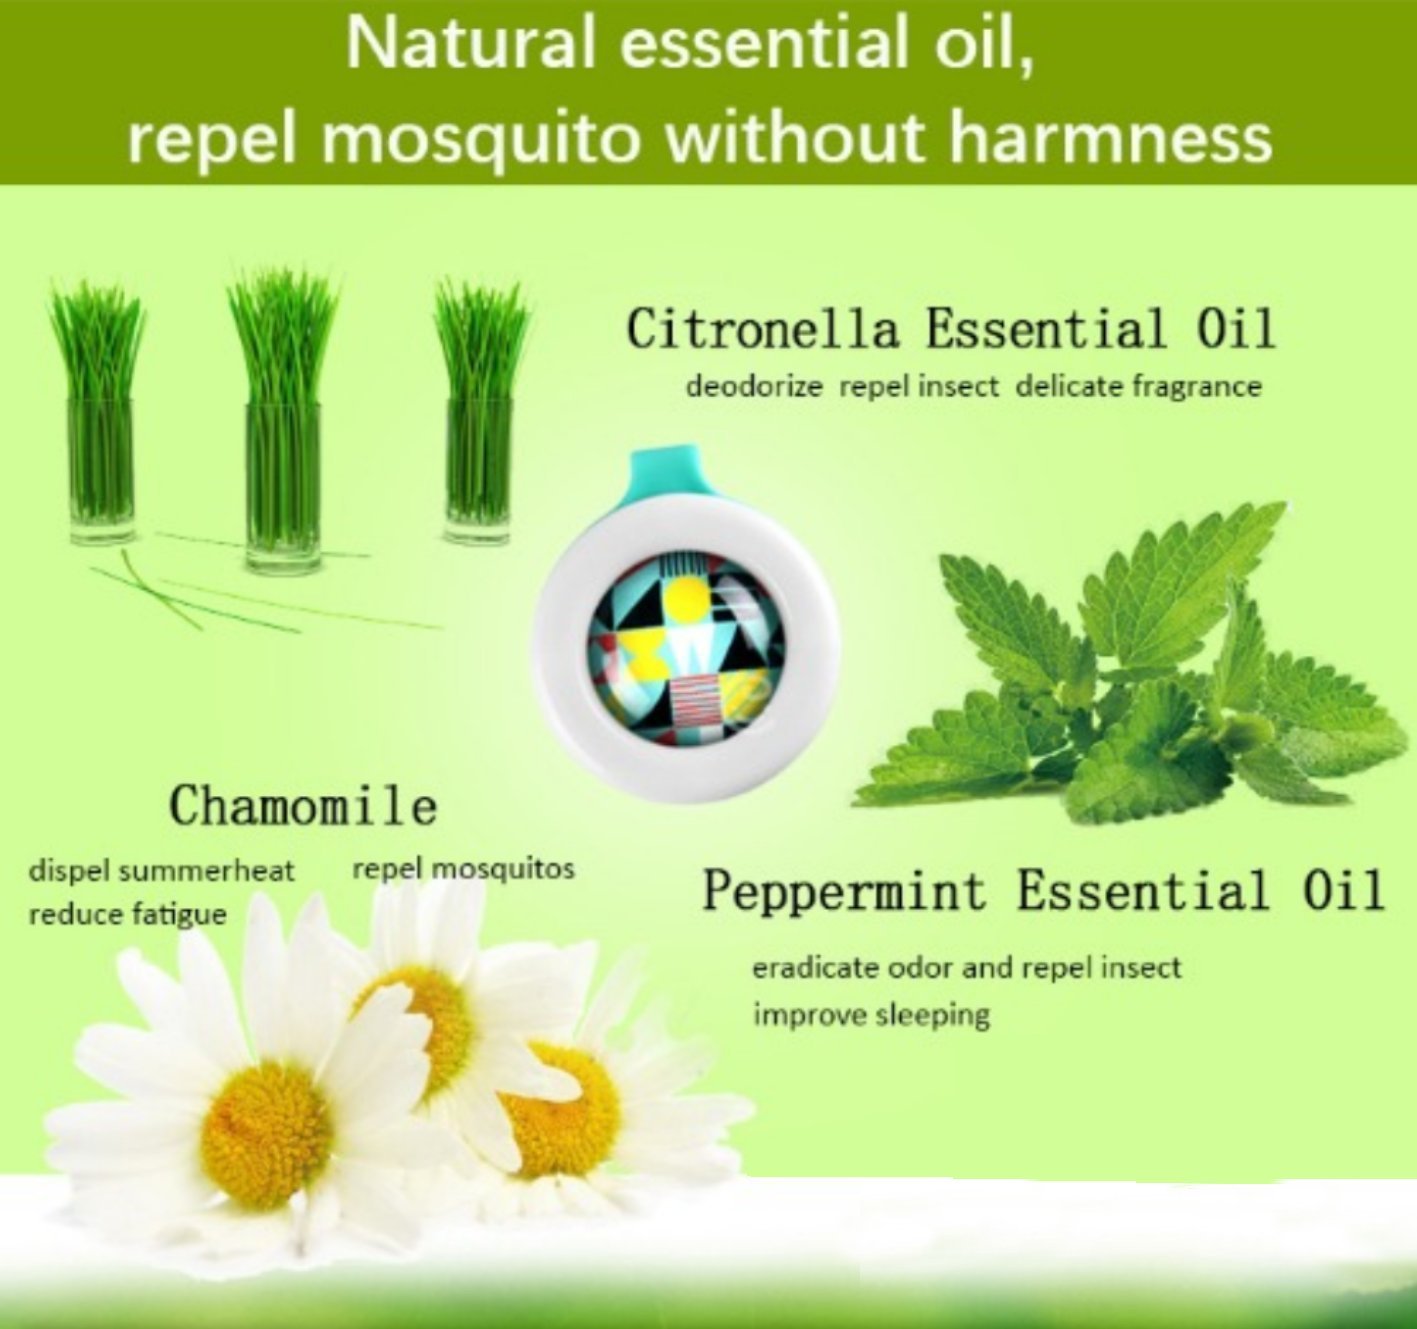 Natural essential oil,
repel mosquito without harmness
Citronella Essential Oil
deodorize repel insect delicate fragrance
Chamomile
dispel summerheat repel mosquitos
reduce fatigue
Peppermint Essential Oil
eradicate odor and repel insect
improve sleeping